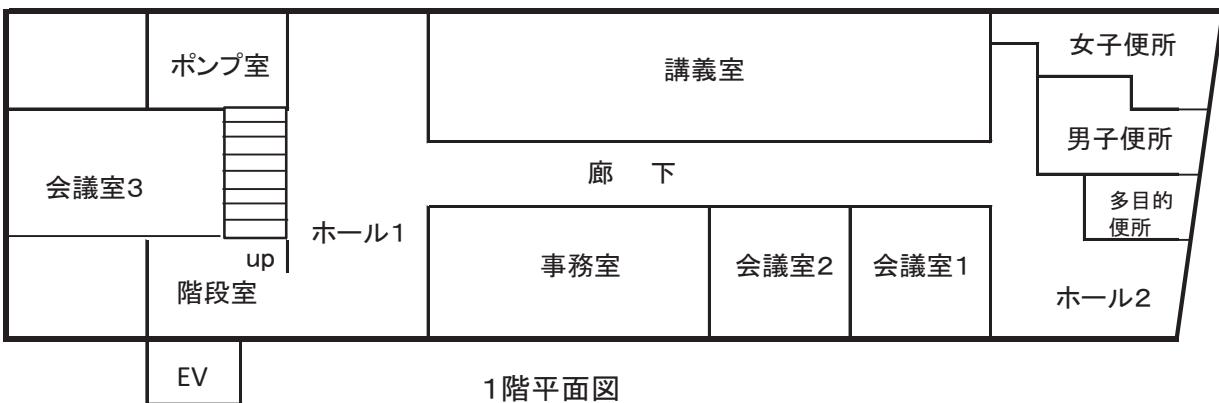 ポンプ室
講義室
女子便所
男子便所
廊　下
会議室3
多目的
便所
ホール1
up
階段室
事務室
会議室2
会議室1
ホール2
EV
1階平面図